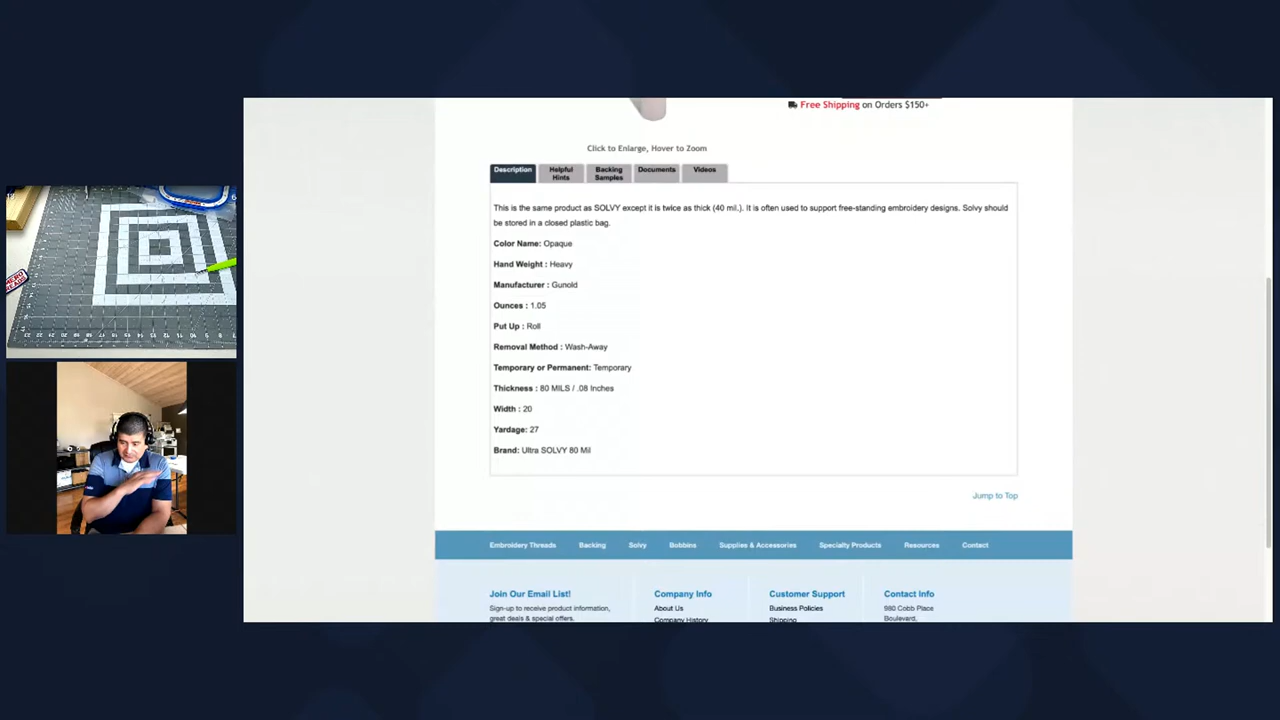 Free Shipping on Orders $150+
Click to Enlarge, Hover to Zoom
Description
Helpful Hints
Backing Samples
Documents
Videos
This is the same product as SOLVY except it is twice as thick (40 mil.). It is often used to support free-standing embroidery designs. Solvy should
be stored in a closed plastic bag.
Color Name: Opaque
Hand Weight : Heavy
Manufacturer : Gunold
Ounces : 1.05
Put Up : Roll
Removal Method : Wash-Away
Temporary or Permanent: Temporary
Thickness : 80 MILS / .08 Inches
Width : 20
Yardage: 27
Brand: Ultra SOLVY 80 Mil
Jump to Top
Embroidery Threads Backing Solvy Bobbins Supplies & Accessories Specialty Products Resources Contact
Join Our Email List! Company Info Customer Support Contact Info
Sign-up to receive product information, About Us Business Policies 980 Cobb Place
great deals & special offers. Company History Shipping Boulevard,